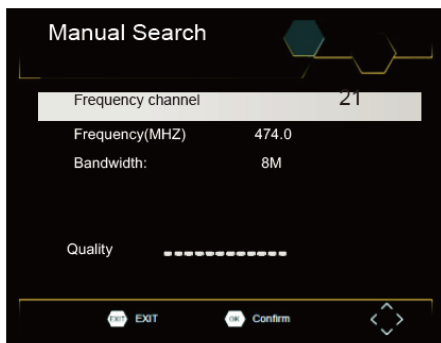 Manual Search
Frequency channel 21
Frequency(MHZ) 474.0
Bandwidth: 8M
Quality
EXIT EXIT OK Confirm